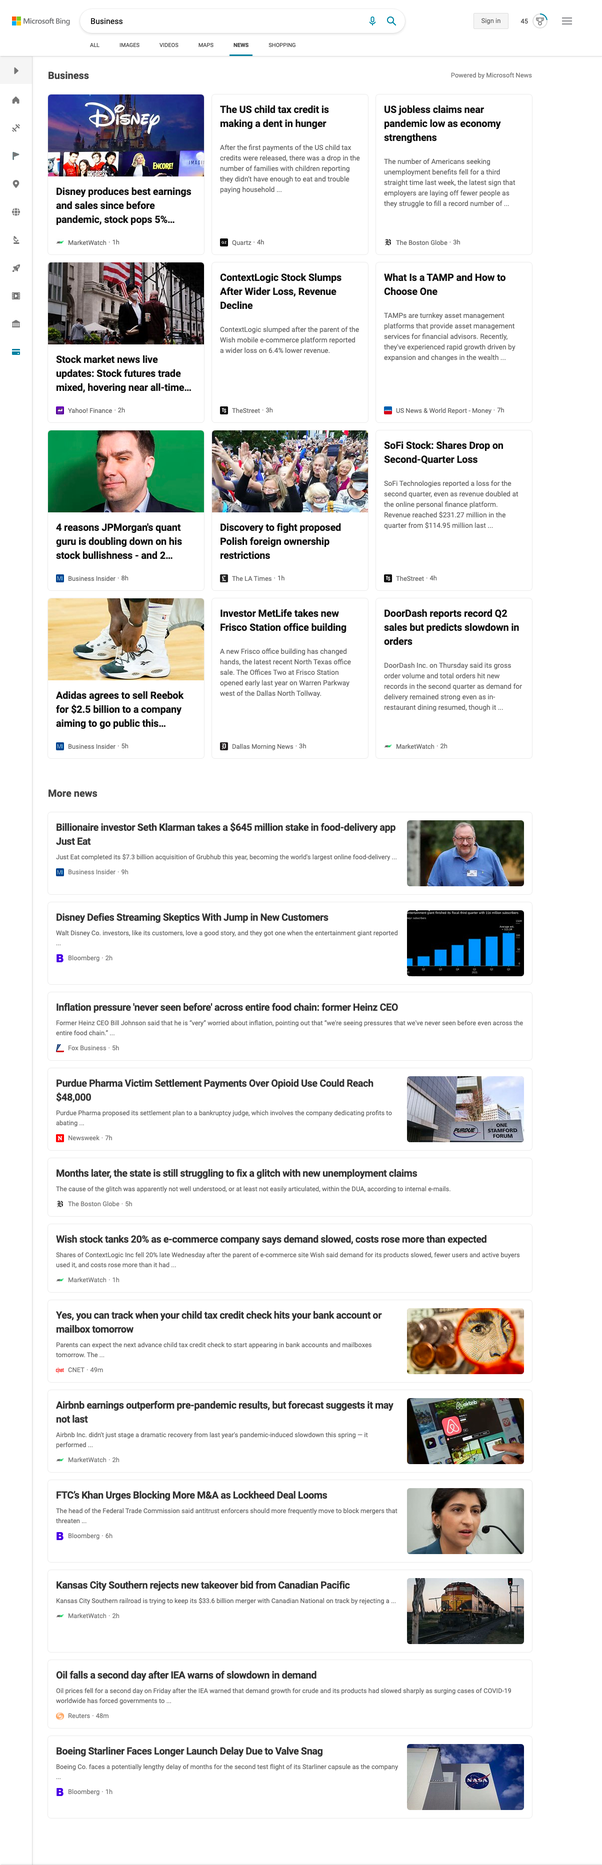 Microsoft Bing
Business
Sign in
45
ALL
IMAGES
VIDEOS
MAPS
NEWS
SHOPPING
Business
Powered by Microsoft News
DISNEY
ENCORE!
Disney produces best earnings
and sales since before
pandemic, stock pops 5%...
MarketWatch · 1h
The US child tax credit is
making a dent in hunger
After the first payments of the US child tax
credits were released, there was a drop in the
number of families with children reporting
they didn't have enough to eat and trouble
paying household ...
Quartz · 4h
US jobless claims near
pandemic low as economy
strengthens
The number of Americans seeking
unemployment benefits fell for a third
straight time last week, the latest sign that
employers are laying off fewer people as
they struggle to fill a record number of ...
The Boston Globe · 3h
Stock market news live
updates: Stock futures trade
mixed, hovering near all-time...
Yahoo! Finance · 2h
ContextLogic Stock Slumps
After Wider Loss, Revenue
Decline
ContextLogic slumped after the parent of the
Wish mobile e-commerce platform reported
a wider loss on 6.4% lower revenue.
TheStreet · 3h
What Is a TAMP and How to
Choose One
TAMPs are turnkey asset management
platforms that provide asset management
services for financial advisors. Recently,
they've experienced rapid growth driven by
expansion and changes in the wealth ...
US News & World Report - Money · 7h
4 reasons JPMorgan's quant
guru is doubling down on his
stock bullishness - and 2...
Business Insider · 8h
Discovery to fight proposed
Polish foreign ownership
restrictions
The LA Times · 1h
SoFi Stock: Shares Drop on
Second-Quarter Loss
SoFi Technologies reported a loss for the
second quarter, even as revenue doubled at
the online personal finance platform.
Revenue reached $231.27 million in the
quarter from $114.95 million last ...
TheStreet · 4h
Adidas agrees to sell Reebok
for $2.5 billion to a company
aiming to go public this...
Business Insider · 5h
Investor MetLife takes new
Frisco Station office building
A new Frisco office building has changed
hands, the latest recent North Texas office
sale. The Offices Two at Frisco Station
opened early last year on Warren Parkway
west of the Dallas North Tollway.
Dallas Morning News · 3h
DoorDash reports record Q2
sales but predicts slowdown in
orders
DoorDash Inc. on Thursday said its gross
order volume and total orders hit new
records in the second quarter as demand for
delivery remained strong even as in-
restaurant dining resumed, though it ...
MarketWatch · 2h
More news
Billionaire investor Seth Klarman takes a $645 million stake in food-delivery app
Just Eat
Just Eat completed its $7.3 billion acquisition of Grubhub this year, becoming the world's largest online food-delivery ...
Business Insider · 9h
Disney Defies Streaming Skeptics With Jump in New Customers
Walt Disney Co. investors, like its customers, love a good story, and they got one when the entertainment giant reported
...
Bloomberg · 2h
Inflation pressure 'never seen before' across entire food chain: former Heinz CEO
Former Heinz CEO Bill Johnson said that he is "very" worried about inflation, pointing out that "we're seeing pressures that we've never seen before even across the
entire food chain." ...
Fox Business · 5h
Purdue Pharma Victim Settlement Payments Over Opioid Use Could Reach
$48,000
Purdue Pharma proposed its settlement plan to a bankruptcy judge, which involves the company dedicating profits to
abating ...
Newsweek · 7h
PURDUE
ONE
STAMFORD
FORUM
Months later, the state is still struggling to fix a glitch with new unemployment claims
The cause of the glitch was apparently not well understood, or at least not easily articulated, within the DUA, according to internal e-mails.
The Boston Globe · 5h
Wish stock tanks 20% as e-commerce company says demand slowed, costs rose more than expected
Shares of ContextLogic Inc fell 20% late Wednesday after the parent of e-commerce site Wish said demand for its products slowed, fewer users and active buyers
used it, and costs rose more than it had ...
MarketWatch · 1h
Yes, you can track when your child tax credit check hits your bank account or
mailbox tomorrow
Parents can expect the next advance child tax credit check to start appearing in bank accounts and mailboxes
tomorrow. The ...
CNET · 49m
Airbnb earnings outperform pre-pandemic results, but forecast suggests it may
not last
Airbnb Inc. didn't just stage a dramatic recovery from last year's pandemic-induced slowdown this spring — it
performed ...
MarketWatch · 2h
FTC's Khan Urges Blocking More M&A as Lockheed Deal Looms
The head of the Federal Trade Commission said antitrust enforcers should more frequently move to block mergers that
threaten ...
Bloomberg · 6h
Kansas City Southern rejects new takeover bid from Canadian Pacific
Kansas City Southern railroad is trying to keep its $33.6 billion merger with Canadian National on track by rejecting a ...
MarketWatch · 2h
Oil falls a second day after IEA warns of slowdown in demand
Oil prices fell for a second day on Friday after the IEA warned that demand growth for crude and its products had slowed sharply as surging cases of COVID-19
worldwide has forced governments to ...
Reuters · 48m
Boeing Starliner Faces Longer Launch Delay Due to Valve Snag
Boeing Co. faces a potentially lengthy delay of months for the second test flight of its Starliner capsule as the company
...
Bloomberg · 1h
NASA